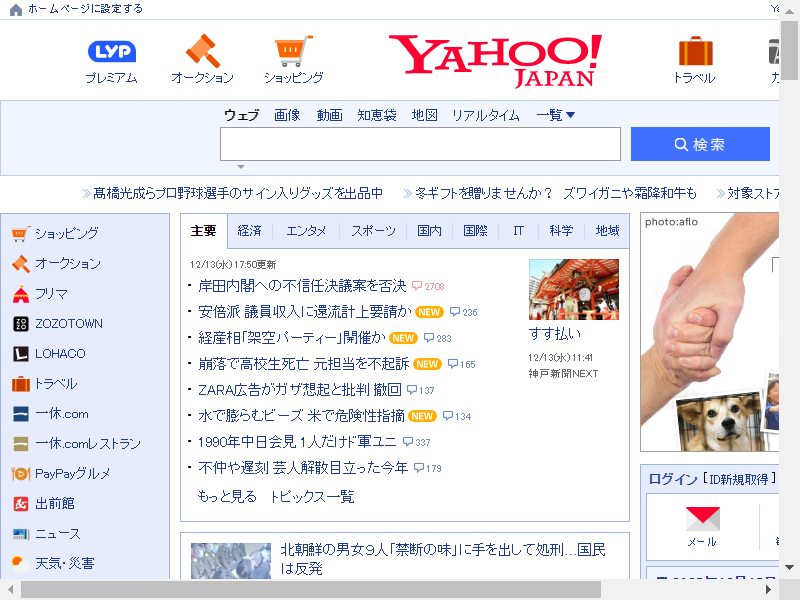 ホームページに設定する
LYP
プレミアム
オークション
ショッピング
YAHOO!
JAPAN
トラベル
ウェブ 画像 動画 知恵袋 地図 リアルタイム 一覧▼
検索
髙橋光成らプロ野球選手のサイン入りグッズを出品中
冬ギフトを贈りませんか？ ズワイガニや霜降和牛も
対象ストア
ショッピング
オークション
フリマ
ZOZOTOWN
LOHACO
トラベル
一休.com
一休.comレストラン
PayPayグルメ
出前館
ニュース
天気・災害
主要 経済 エンタメ スポーツ 国内 国際 IT 科学 地域
12/13(水) 17:50更新
岸田内閣への不信任決議案を否決 2708
安倍派 議員収入に還流計上要請か NEW 236
経産相「架空パーティー」開催か NEW 283
崩落で高校生死亡 元担当を不起訴 NEW 165
ZARA広告がガザ想起と批判 撤回 137
水で膨らむビーズ 米で危険性指摘 NEW 134
1990年中日会見 1人だけド軍ユニ 337
不仲や遅刻 芸人解散目立った今年 179
もっと見る トピックス一覧
すす払い
12/13(水) 11:41
神戸新聞NEXT
北朝鮮の男女9人「禁断の味」に手を出して処刑…国民
は反発
photo:aflo
ログイン [ID新規取得]
メール